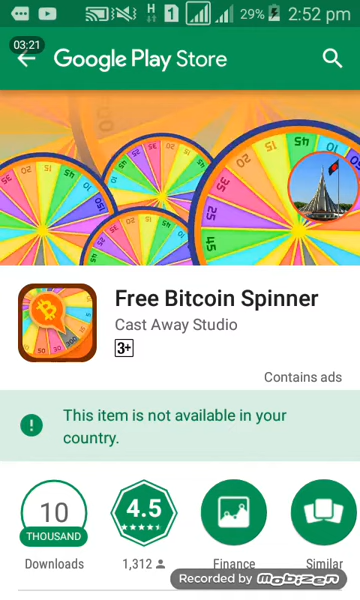 29% 2:52 pm
03:21
Google Play Store
Free Bitcoin Spinner
Cast Away Studio
3+
Contains ads
This item is not available in your
country.
10
THOUSAND
Downloads
4.5
1,312
Finance
Similar
Recorded by Mobizen